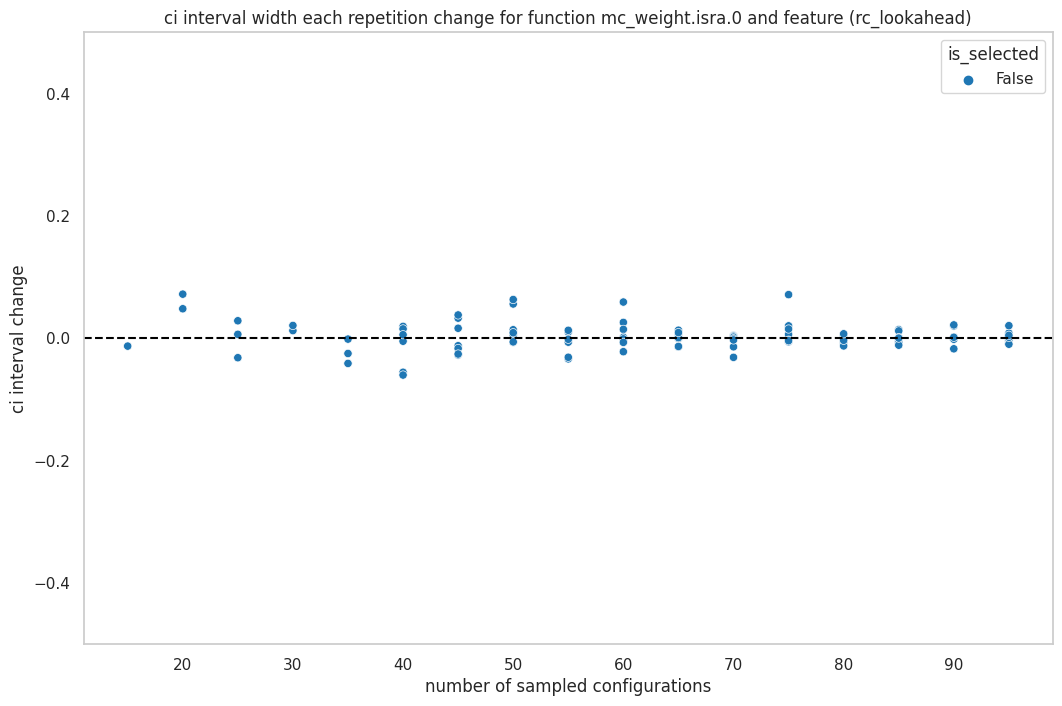 ci interval width each repetition change for function mc_weight.isra.0 and feature (rc_lookahead)
is_selected
False
ci interval change
0.4
0.2
0.0
−0.2
−0.4
20 30 40 50 60 70 80 90
number of sampled configurations